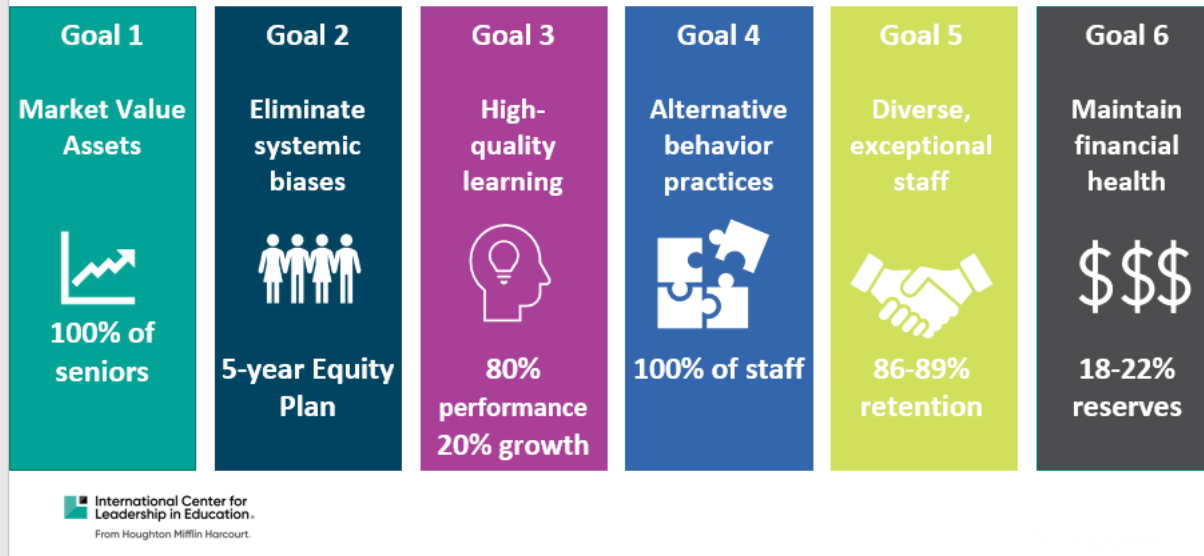 Goal 1
Market Value
Assets
100% of
seniors
Goal 2
Eliminate
systemic
biases
5-year Equity
Plan
Goal 3
High-
quality
learning
80%
performance
20% growth
Goal 4
Alternative
behavior
practices
100% of staff
Goal 5
Diverse,
exceptional
staff
86-89%
retention
Goal 6
Maintain
financial
health
$$$
18-22%
reserves
International Center for
Leadership in Education.
From Houghton Mifflin Harcourt.